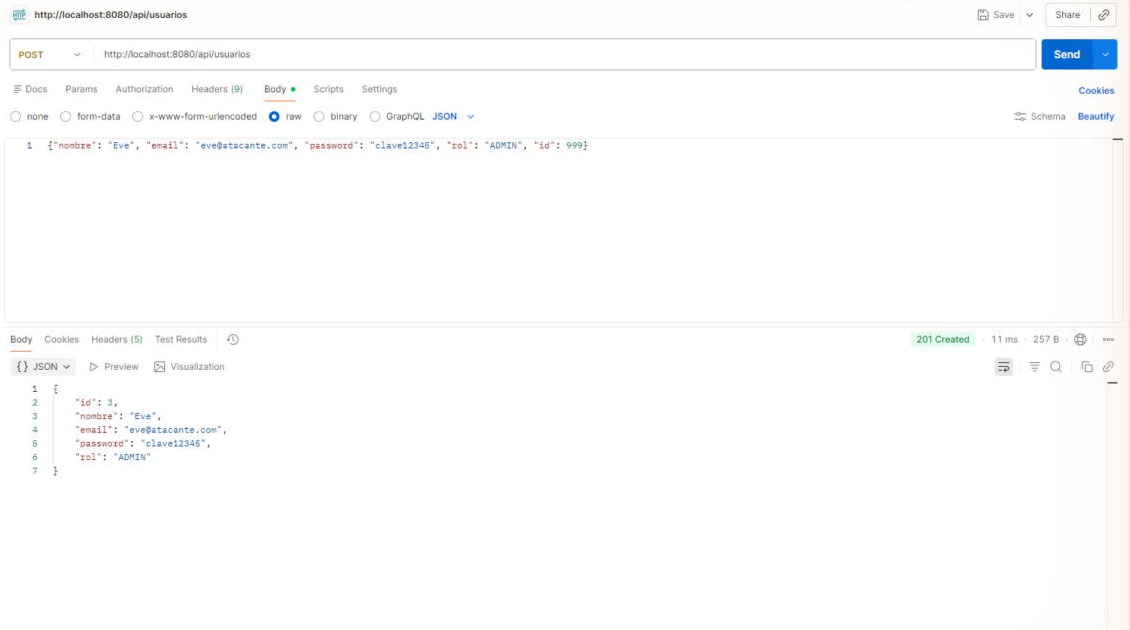 HTTP http://localhost:8080/api/usuarios Save Share
POST http://localhost:8080/api/usuarios Send
Docs Params Authorization Headers (9) Body Scripts Settings Cookies
none form-data x-www-form-urlencoded raw binary GraphQL JSON Schema Beautify
1 {"nombre": "Eve", "email": "eve@atacante.com", "password": "clave12345", "rol": "ADMIN", "id": 999}
Body Cookies Headers (5) Test Results 201 Created · 11 ms · 257 B
{} JSON Preview Visualization
1 {
2 "id": 3,
3 "nombre": "Eve",
4 "email": "eve@atacante.com",
5 "password": "clave12345",
6 "rol": "ADMIN"
7 }